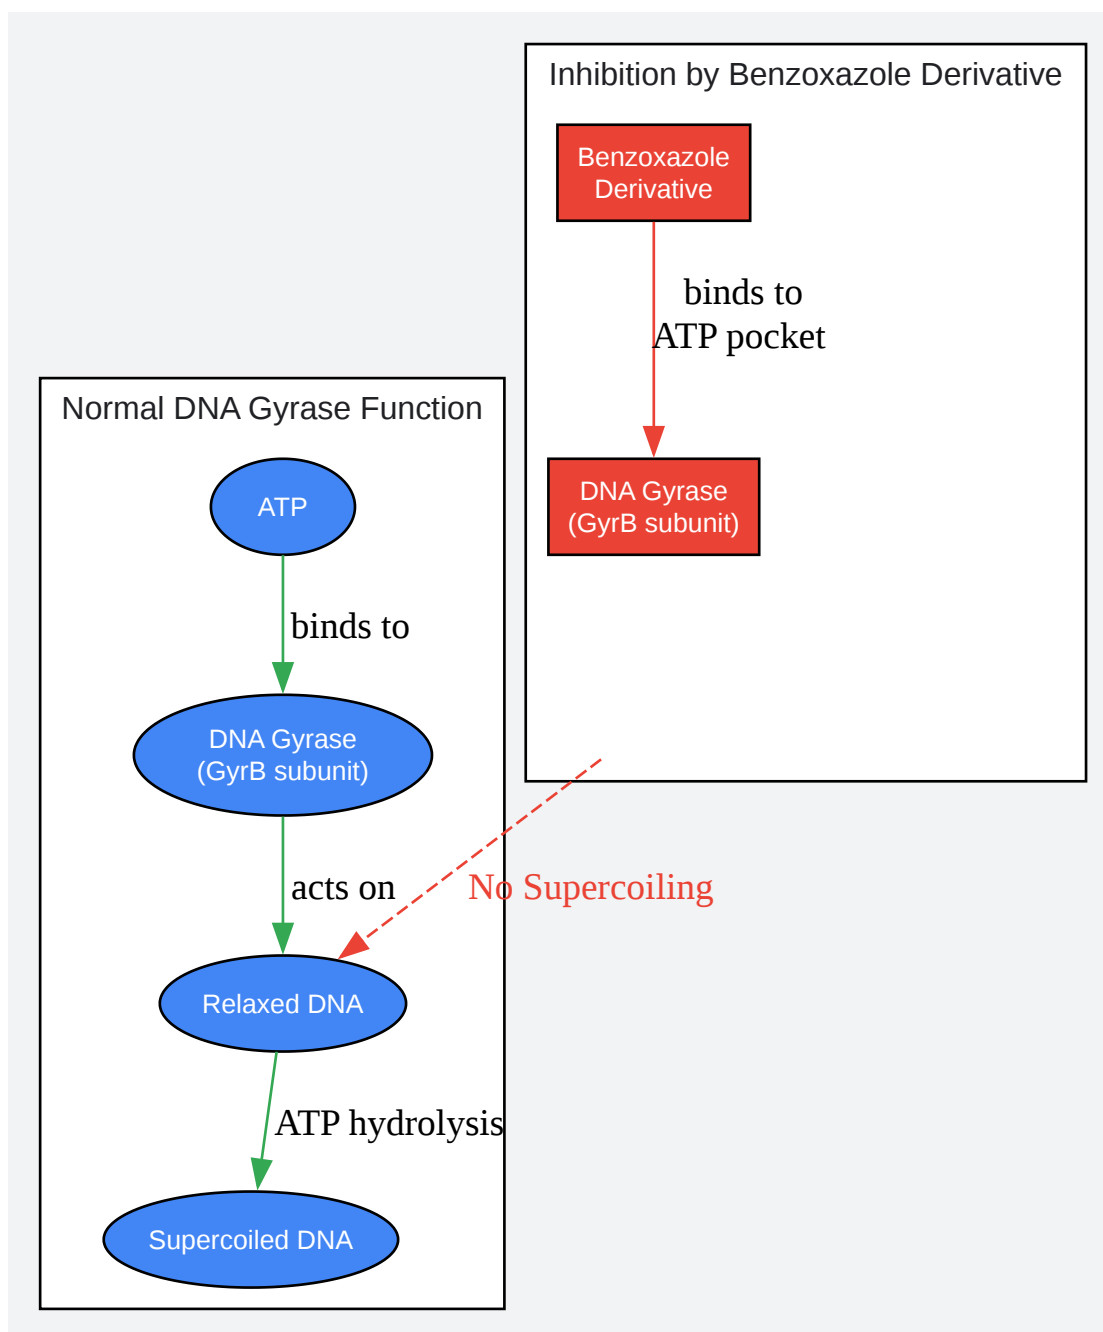 Inhibition by Benzoxazole Derivative
Benzoxazole
Derivative
binds to
ATP pocket
DNA Gyrase
(GyrB subunit)
Normal DNA Gyrase Function
ATP
binds to
DNA Gyrase
(GyrB subunit)
acts on
No Supercoiling
Relaxed DNA
ATP hydrolysis
Supercoiled DNA